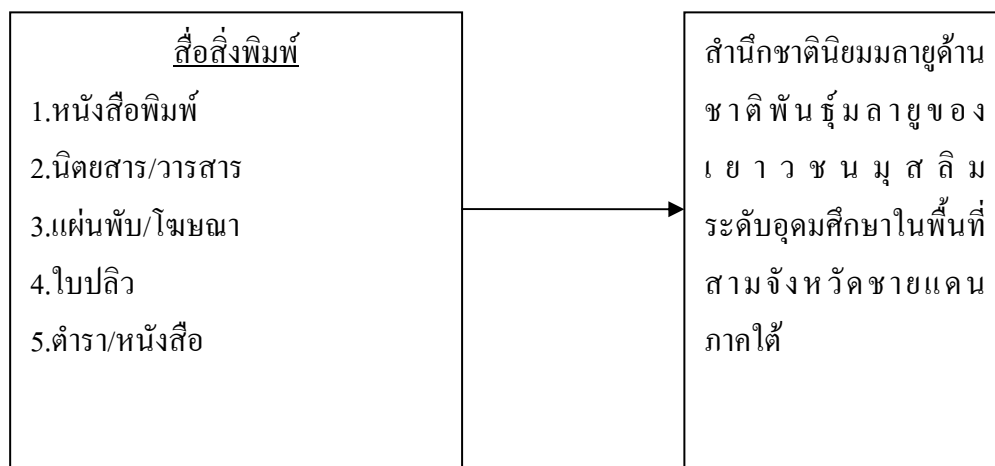 สื่อสิ่งพิมพ์
1.หนังสือพิมพ์
2.นิตยสาร/วารสาร
3.แผ่นพับ/โฆษณา
4.ใบปลิว
5.ตำรา/หนังสือ
สำนึกชาตินิยมมลายูด้าน
ชาติพันธุ์มลายูของ
เยาวชนมุสลิม
ระดับอุดมศึกษาในพื้นที่
สามจังหวัดชายแดน
ภาคใต้